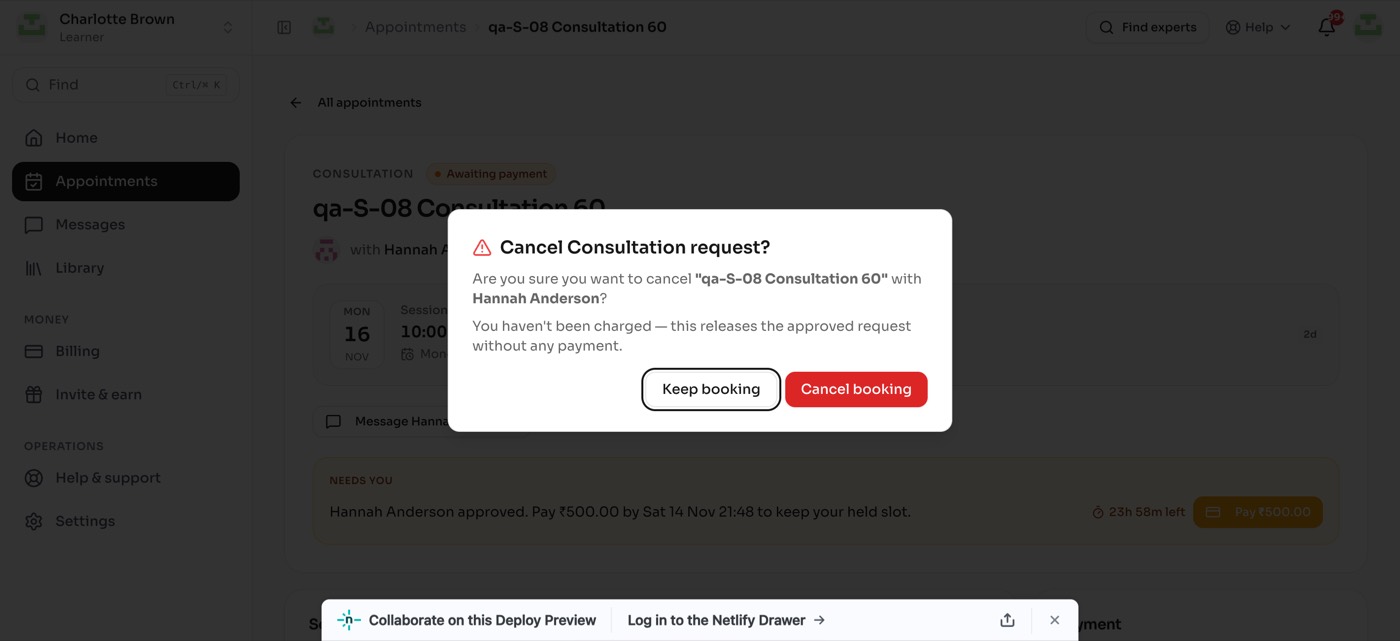 Charlotte Brown
Learner
Appointments
qa-S-08 Consultation 60
Find experts
Help
99+
Find
Ctrl/⌘ K
Home
Appointments
Messages
Library
MONEY
Billing
Invite & earn
OPERATIONS
Help & support
Settings
All appointments
CONSULTATION
Awaiting payment
qa-S-08 Consultation 60
with Hannah A
MON
16
NOV
Session
10:00
Mon
2d
Message Hanna
NEEDS YOU
Hannah Anderson approved. Pay ₹500.00 by Sat 14 Nov 21:48 to keep your held slot.
23h 58m left
Pay ₹500.00
Cancel Consultation request?
Are you sure you want to cancel "qa-S-08 Consultation 60" with
Hannah Anderson?
You haven't been charged — this releases the approved request
without any payment.
Keep booking
Cancel booking
n
Collaborate on this Deploy Preview
Log in to the Netlify Drawer →